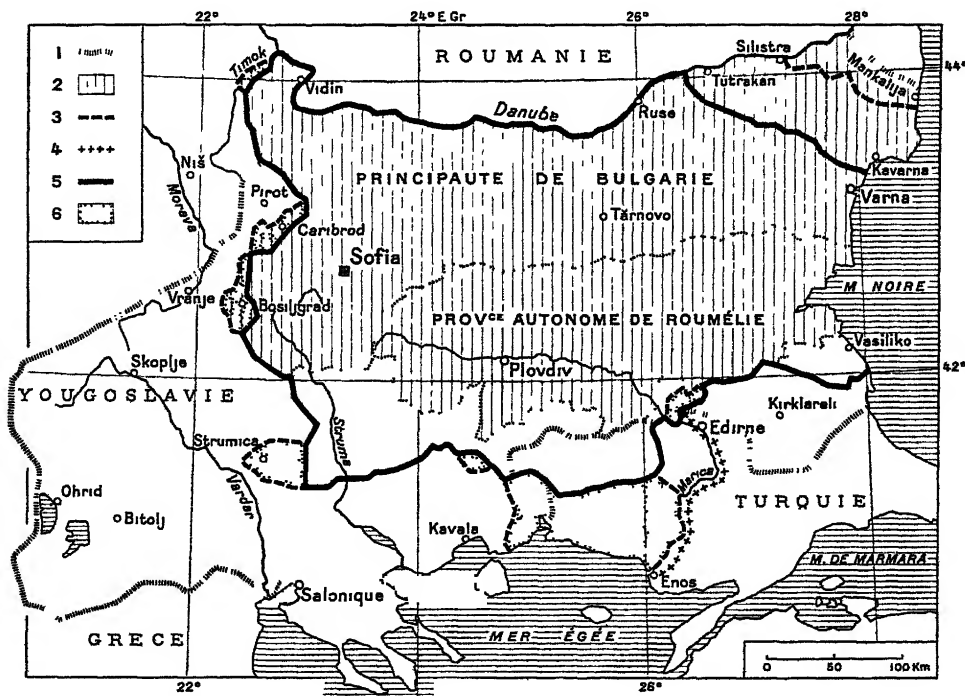 22°
24° E Gr
26°
28°
1
2
3
4
5
6
ROUMANIE
Timok
Vidin
Danube
Ruse
Silistra
Tutrakan
Mankalija
44°
Niš
Morava
Pirot
PRINCIPAUTE DE BULGARIE
Kavarna
Varna
Caribrod
Tărnovo
Sofia
Vranje
Bosiljgrad
M. NOIRE
PROVCE AUTONOME DE ROUMÉLIE
Vasiliko
Skoplje
Plovdiv
42°
YOUGOSLAVIE
Kirklareli
Strumica
Struma
Edirne
Vardar
Marica
TURQUIE
Ohrid
Bitolj
Kavala
Enos
M. DE MARMARA
Salonique
GRECE
MER ÉGÉE
0 50 100 Km
22°
26°